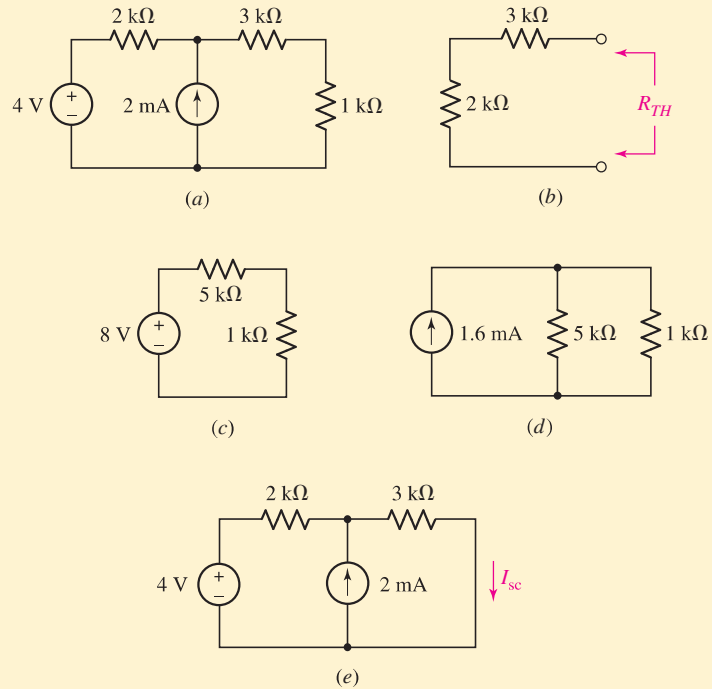 2 kΩ 3 kΩ
4 V + − 2 mA 1 kΩ
(a)
3 kΩ
2 kΩ R_TH
(b)
5 kΩ
8 V + − 1 kΩ
(c)
1.6 mA 5 kΩ 1 kΩ
(d)
2 kΩ 3 kΩ
4 V + − 2 mA I_sc
(e)